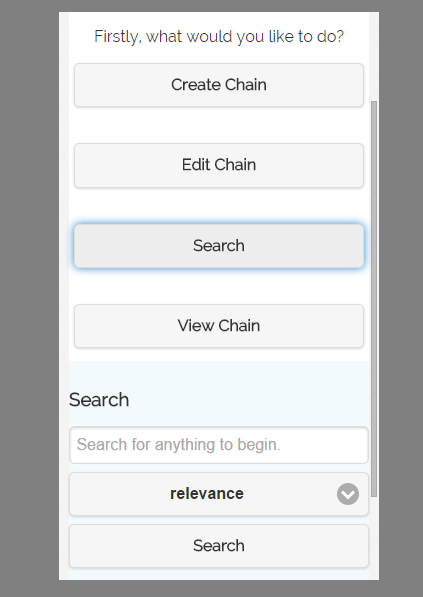 Firstly, what would you like to do?
Create Chain
Edit Chain
Search
View Chain
Search
Search for anything to begin.
relevance
Search